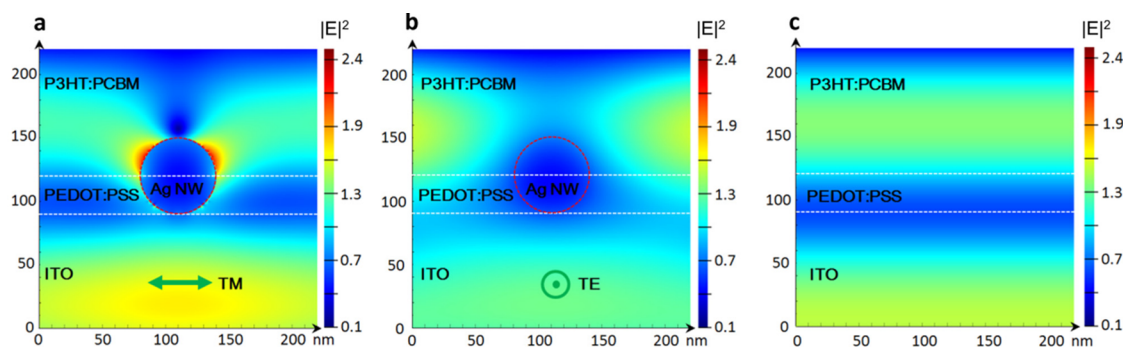 a
|E|²
2.4
1.9
1.3
0.7
0.1
200
150
100
50
0
P3HT:PCBM
Ag NW
PEDOT:PSS
ITO
TM
0 50 100 150 200 nm
b
|E|²
2.4
1.9
1.3
0.7
0.1
200
150
100
50
0
P3HT:PCBM
Ag NW
PEDOT:PSS
ITO
TE
0 50 100 150 200 nm
c
|E|²
2.4
1.9
1.3
0.7
0.1
200
150
100
50
0
P3HT:PCBM
PEDOT:PSS
ITO
0 50 100 150 200 nm